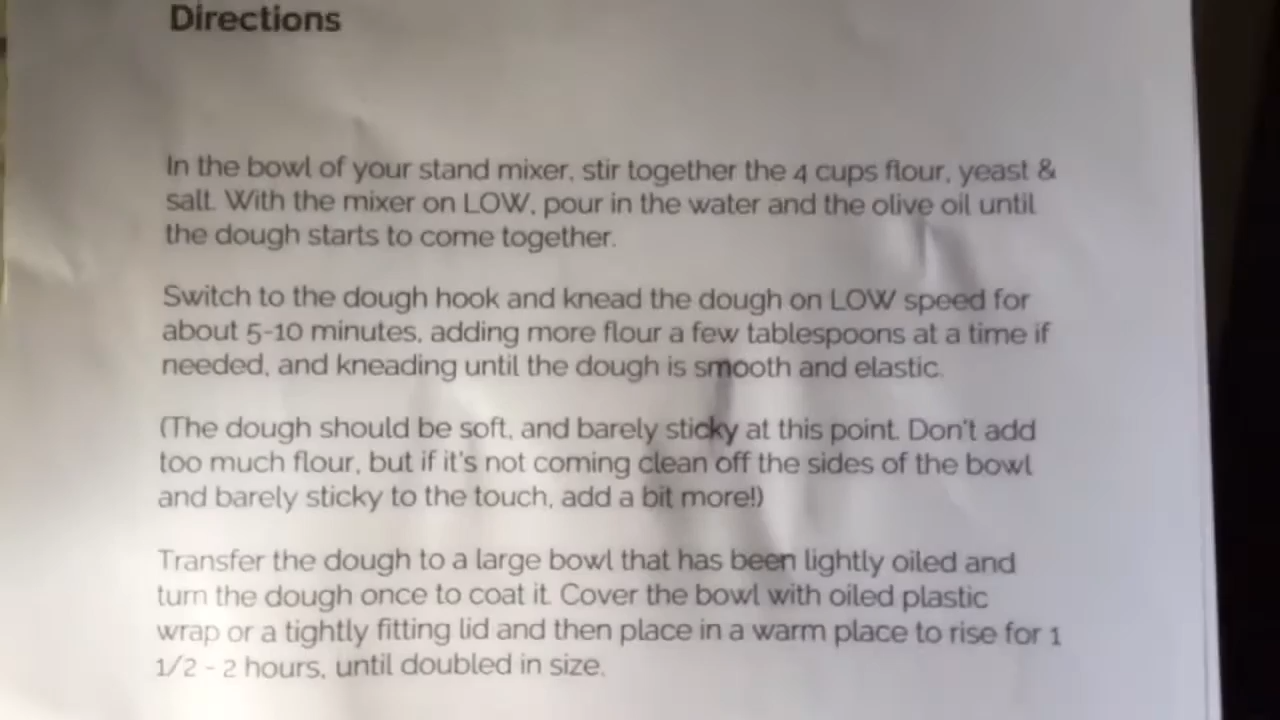 Directions
In the bowl of your stand mixer, stir together the 4 cups flour, yeast &
salt. With the mixer on LOW, pour in the water and the olive oil until
the dough starts to come together.
Switch to the dough hook and knead the dough on LOW speed for
about 5-10 minutes, adding more flour a few tablespoons at a time if
needed, and kneading until the dough is smooth and elastic.
(The dough should be soft, and barely sticky at this point. Don't add
too much flour, but if it's not coming clean off the sides of the bowl
and barely sticky to the touch, add a bit more!)
Transfer the dough to a large bowl that has been lightly oiled and
turn the dough once to coat it. Cover the bowl with oiled plastic
wrap or a tightly fitting lid and then place in a warm place to rise for 1
1/2 - 2 hours, until doubled in size.